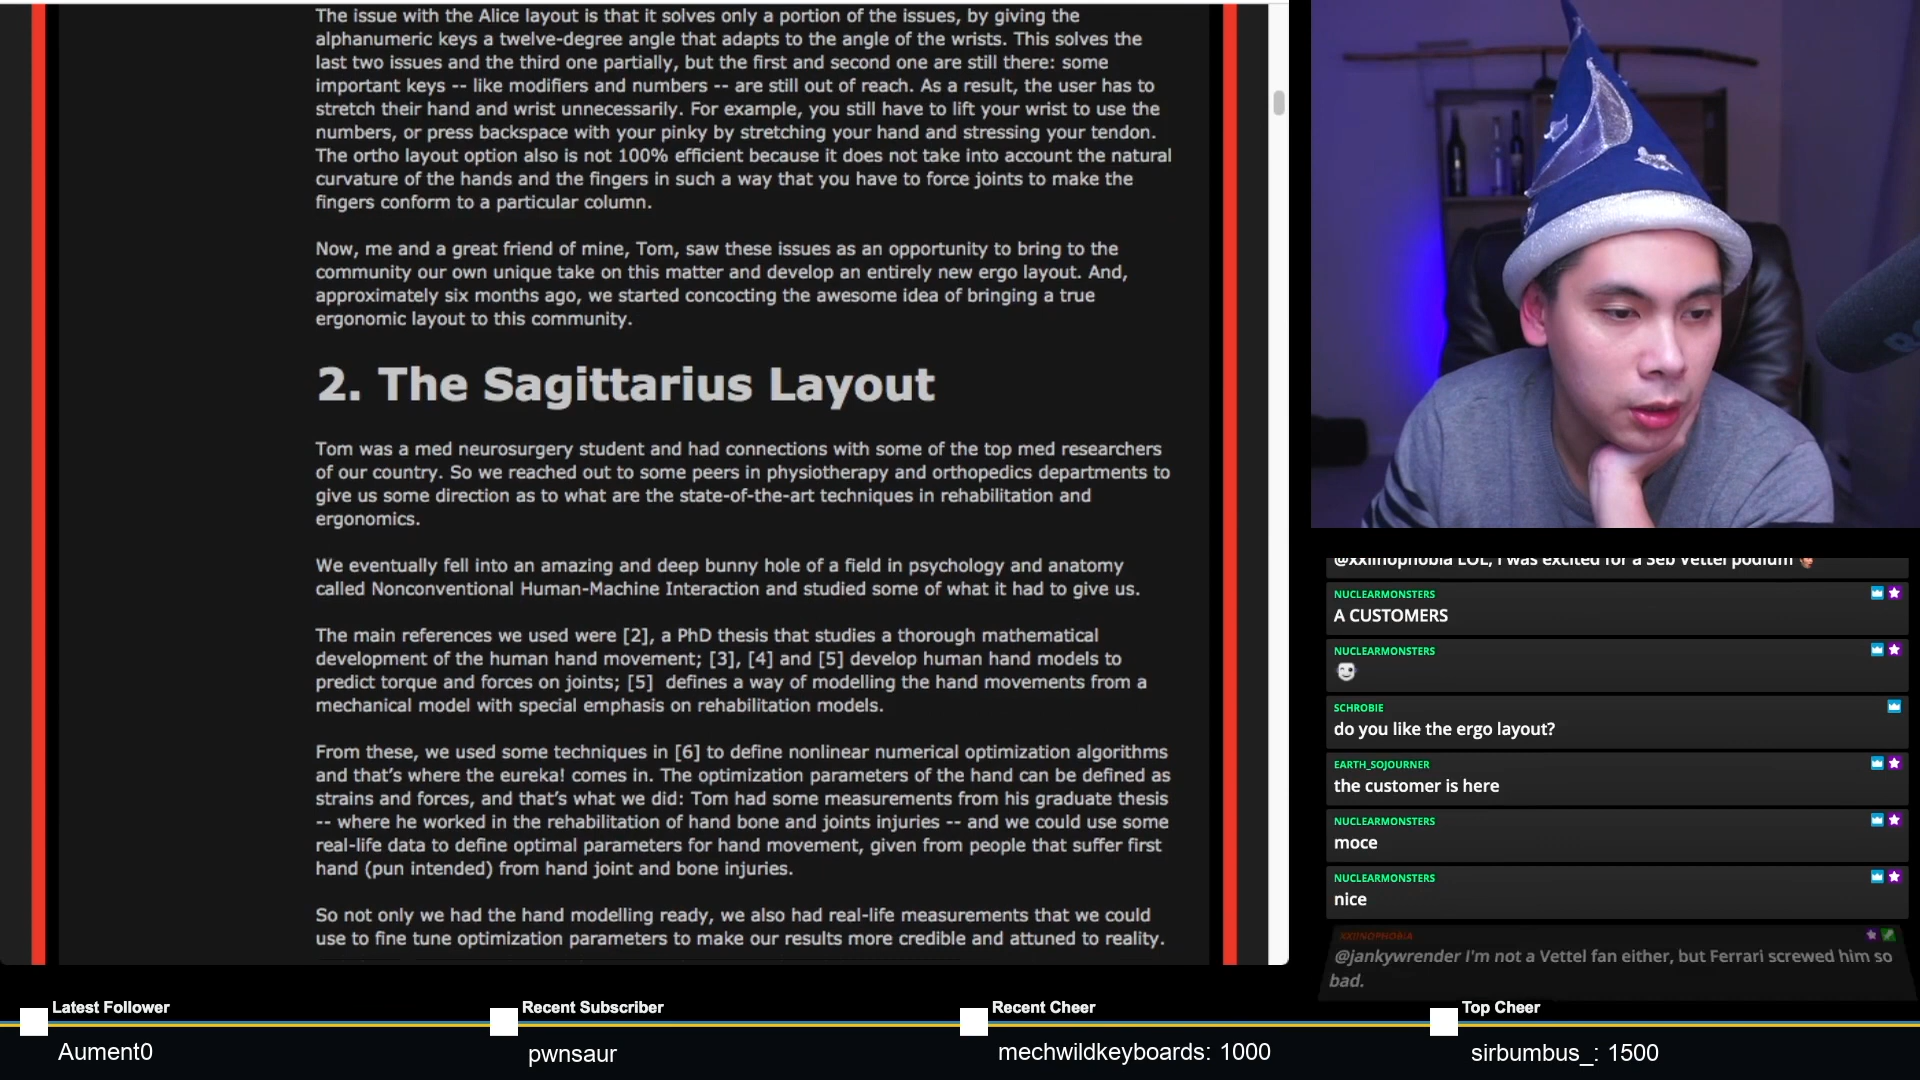 The issue with the Alice layout is that it solves only a portion of the issues, by giving the
alphanumeric keys a twelve-degree angle that adapts to the angle of the wrists. This solves the
last two issues and the third one partially, but the first and second one are still there: some
important keys -- like modifiers and numbers -- are still out of reach. As a result, the user has to
stretch their hand and wrist unnecessarily. For example, you still have to lift your wrist to use the
numbers, or press backspace with your pinky by stretching your hand and stressing your tendon.
The ortho layout option also is not 100% efficient because it does not take into account the natural
curvature of the hands and the fingers in such a way that you have to force joints to make the
fingers conform to a particular column.
Now, me and a great friend of mine, Tom, saw these issues as an opportunity to bring to the
community our own unique take on this matter and develop an entirely new ergo layout. And,
approximately six months ago, we started concocting the awesome idea of bringing a true
ergonomic layout to this community.
2. The Sagittarius Layout
Tom was a med neurosurgery student and had connections with some of the top med researchers
of our country. So we reached out to some peers in physiotherapy and orthopedics departments to
give us some direction as to what are the state-of-the-art techniques in rehabilitation and
ergonomics.
We eventually fell into an amazing and deep bunny hole of a field in psychology and anatomy
called Nonconventional Human-Machine Interaction and studied some of what it had to give us.
The main references we used were [2], a PhD thesis that studies a thorough mathematical
development of the human hand movement; [3], [4] and [5] develop human hand models to
predict torque and forces on joints; [5]  defines a way of modelling the hand movements from a
mechanical model with special emphasis on rehabilitation models.
From these, we used some techniques in [6] to define nonlinear numerical optimization algorithms
and that's where the eureka! comes in. The optimization parameters of the hand can be defined as
strains and forces, and that's what we did: Tom had some measurements from his graduate thesis
-- where he worked in the rehabilitation of hand bone and joints injuries -- and we could use some
real-life data to define optimal parameters for hand movement, given from people that suffer first
hand (pun intended) from hand joint and bone injuries.
So not only we had the hand modelling ready, we also had real-life measurements that we could
use to fine tune optimization parameters to make our results more credible and attuned to reality.
@xxiinophobia LOL, I was excited for a Seb Vettel podium
NUCLEARMONSTERS
A CUSTOMERS
NUCLEARMONSTERS
SCHROBIE
do you like the ergo layout?
EARTH_SOJOURNER
the customer is here
NUCLEARMONSTERS
moce
NUCLEARMONSTERS
nice
XXIINOPHOBIA
@jankywrender I'm not a Vettel fan either, but Ferrari screwed him so
bad.
Latest Follower
Aument0
Recent Subscriber
pwnsaur
Recent Cheer
mechwildkeyboards: 1000
Top Cheer
sirbumbus_: 1500